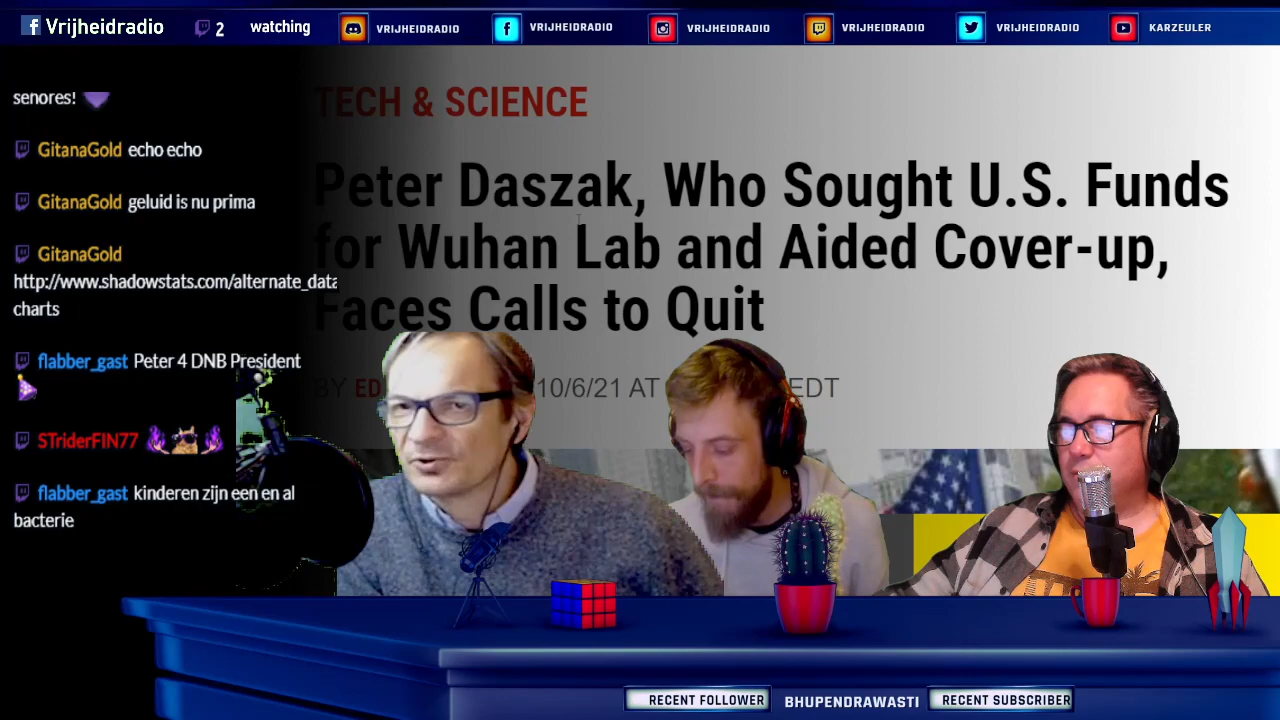 Vrijheidradio
2
watching
VRIJHEIDRADIO
VRIJHEIDRADIO
VRIJHEIDRADIO
VRIJHEIDRADIO
VRIJHEIDRADIO
KARZEULER
senores!
GitanaGold echo echo
GitanaGold geluid is nu prima
GitanaGold
http://www.shadowstats.com/alternate_data
charts
flabber_gast Peter 4 DNB President
STriderFIN77
flabber_gast kinderen zijn een en al
bacterie
TECH & SCIENCE
Peter Daszak, Who Sought U.S. Funds
for Wuhan Lab and Aided Cover-up,
Faces Calls to Quit
BY ED 10/6/21 AT EDT
RECENT FOLLOWER
BHUPENDRAWASTI
RECENT SUBSCRIBER